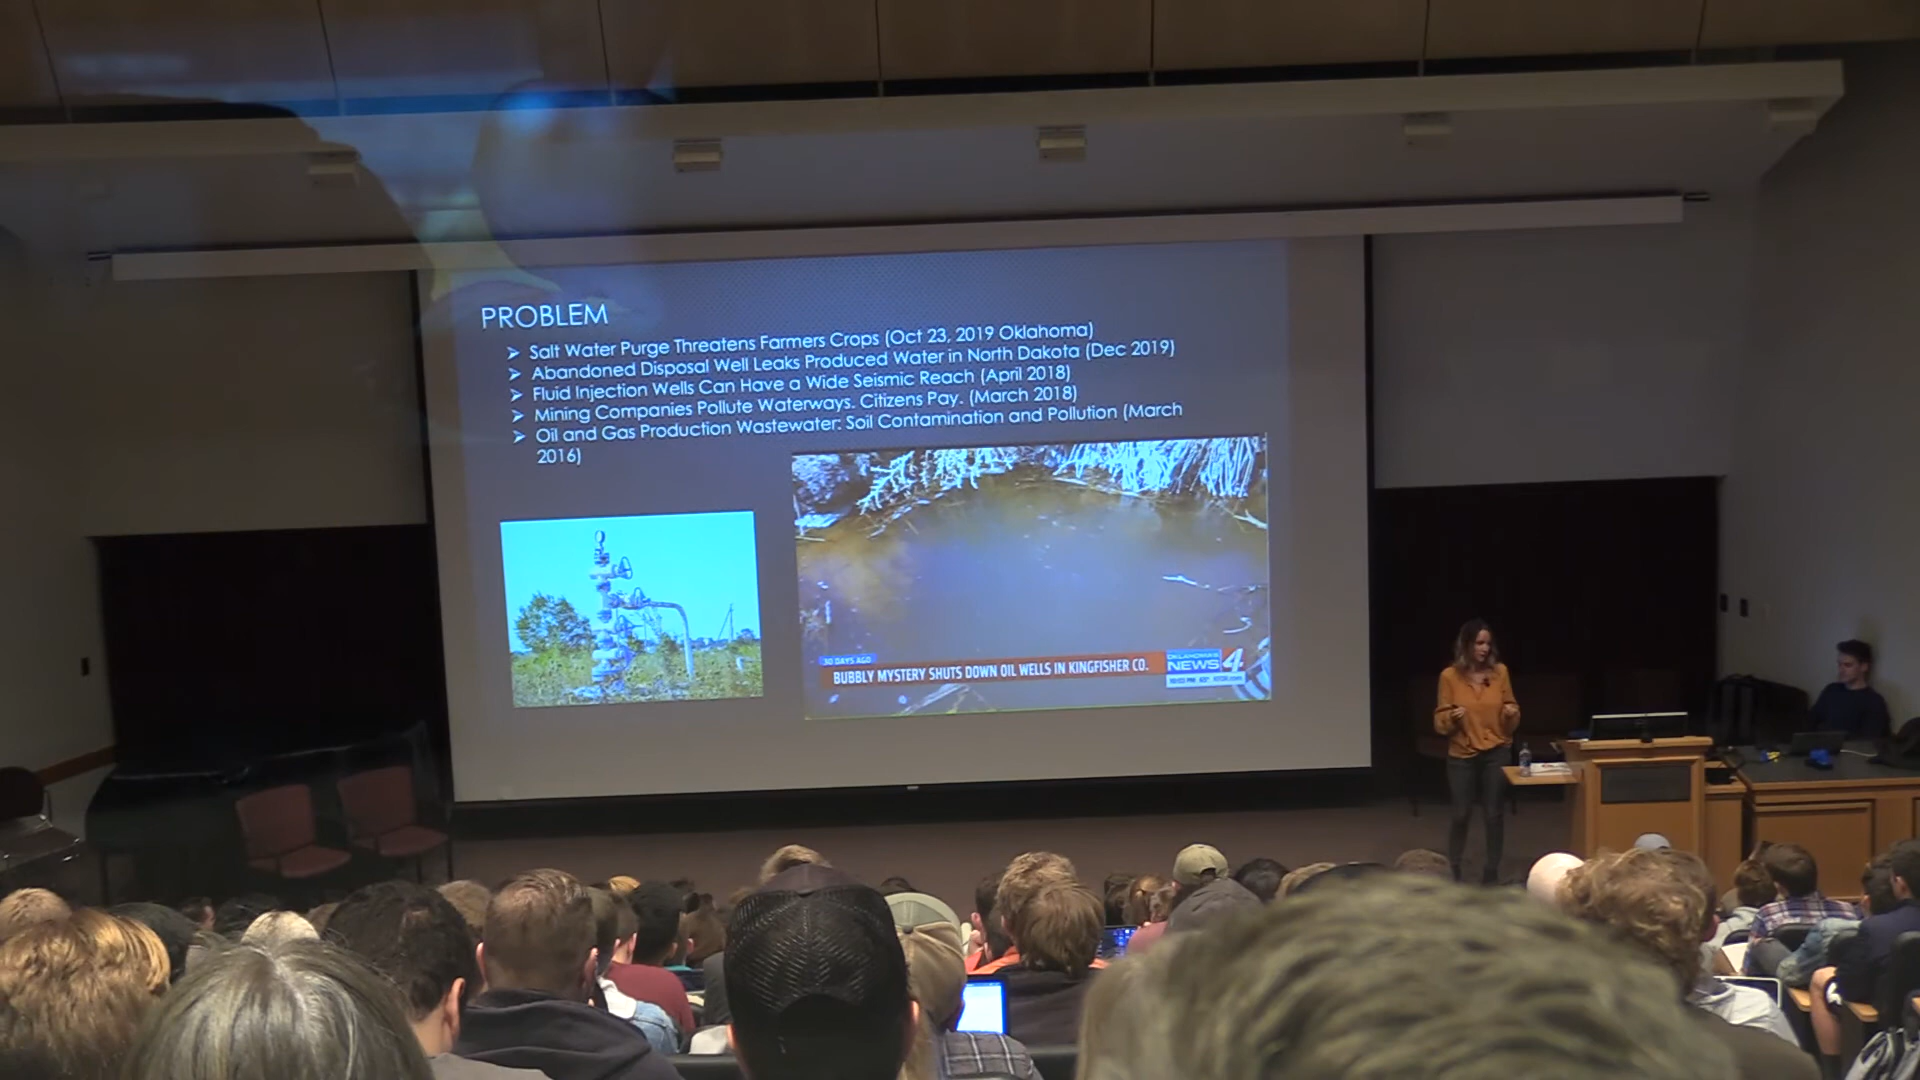 PROBLEM
➤ Salt Water Purge Threatens Farmers Crops (Oct 23, 2019 Oklahoma)
➤ Abandoned Disposal Well Leaks Produced Water in North Dakota (Dec 2019)
➤ Fluid Injection Wells Can Have a Wide Seismic Reach (April 2018)
➤ Mining Companies Pollute Waterways. Citizens Pay. (March 2018)
➤ Oil and Gas Production Wastewater: Soil Contamination and Pollution (March
2016)
30 DAYS AGO
BUBBLY MYSTERY SHUTS DOWN OIL WELLS IN KINGFISHER CO.
OKLAHOMA'S
NEWS 4